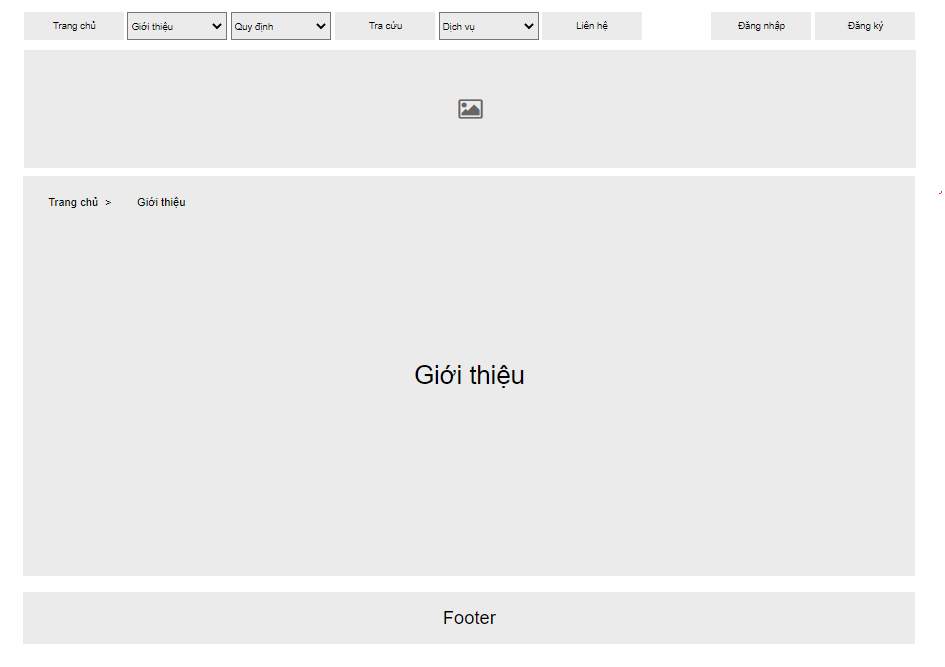 Trang chủ Giới thiệu Quy định Tra cứu Dịch vụ Liên hệ Đăng nhập Đăng ký
Trang chủ > Giới thiệu
Giới thiệu
Footer